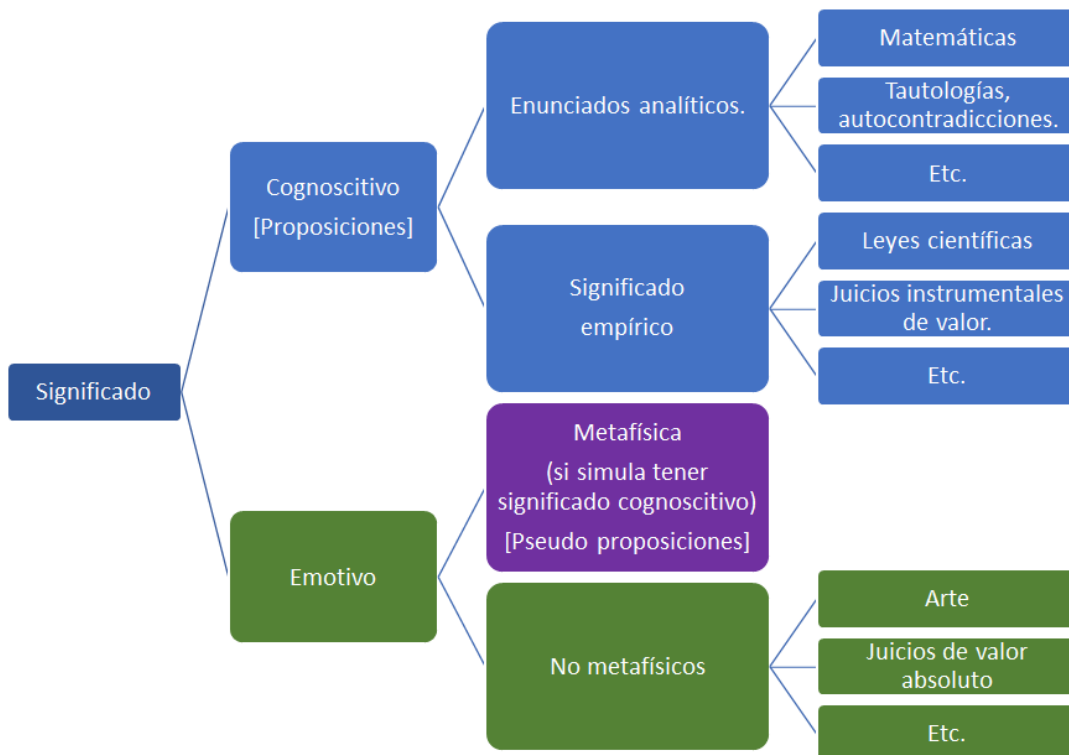 Significado
Cognoscitivo
[Proposiciones]
Enunciados analíticos.
Matemáticas
Tautologías,
autocontradicciones.
Etc.
Significado
empírico
Leyes científicas
Juicios instrumentales
de valor.
Etc.
Emotivo
Metafísica
(si simula tener
significado cognoscitivo)
[Pseudo proposiciones]
No metafísicos
Arte
Juicios de valor
absoluto
Etc.